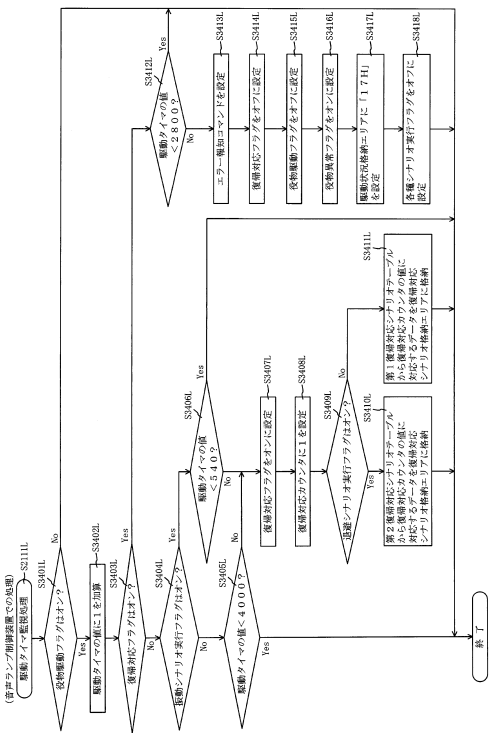 (音声ランプ制御装置での処理)
駆動タイマ監視処理
S2111L
S3401L
役物駆動フラグはオン?
No
Yes
S3402L
駆動タイマの値に1を加算
S3403L
復帰対応フラグはオン?
Yes
No
S3404L
振動シナリオ実行フラグはオン?
Yes
No
S3405L
駆動タイマの値<4000?
No
Yes
S3406L
駆動タイマの値
<540?
Yes
No
S3407L
復帰対応フラグをオンに設定
S3408L
復帰対応カウンタに1を設定
S3409L
退避シナリオ実行フラグはオン?
No
Yes
S3410L
第2復帰対応シナリオテーブル
から復帰対応カウンタの値に
対応するデータを復帰対応
シナリオ格納エリアに格納
S3411L
第1復帰対応シナリオテーブル
から復帰対応カウンタの値に
対応するデータを復帰対応
シナリオ格納エリアに格納
S3412L
駆動タイマの値
<2800?
Yes
No
S3413L
エラー報知コマンドを設定
S3414L
復帰対応フラグをオフに設定
S3415L
役物駆動フラグをオフに設定
S3416L
役物異常フラグをオンに設定
S3417L
駆動状況格納エリアに「17H」
を設定
S3418L
各種シナリオ実行フラグをオフに
設定
終了